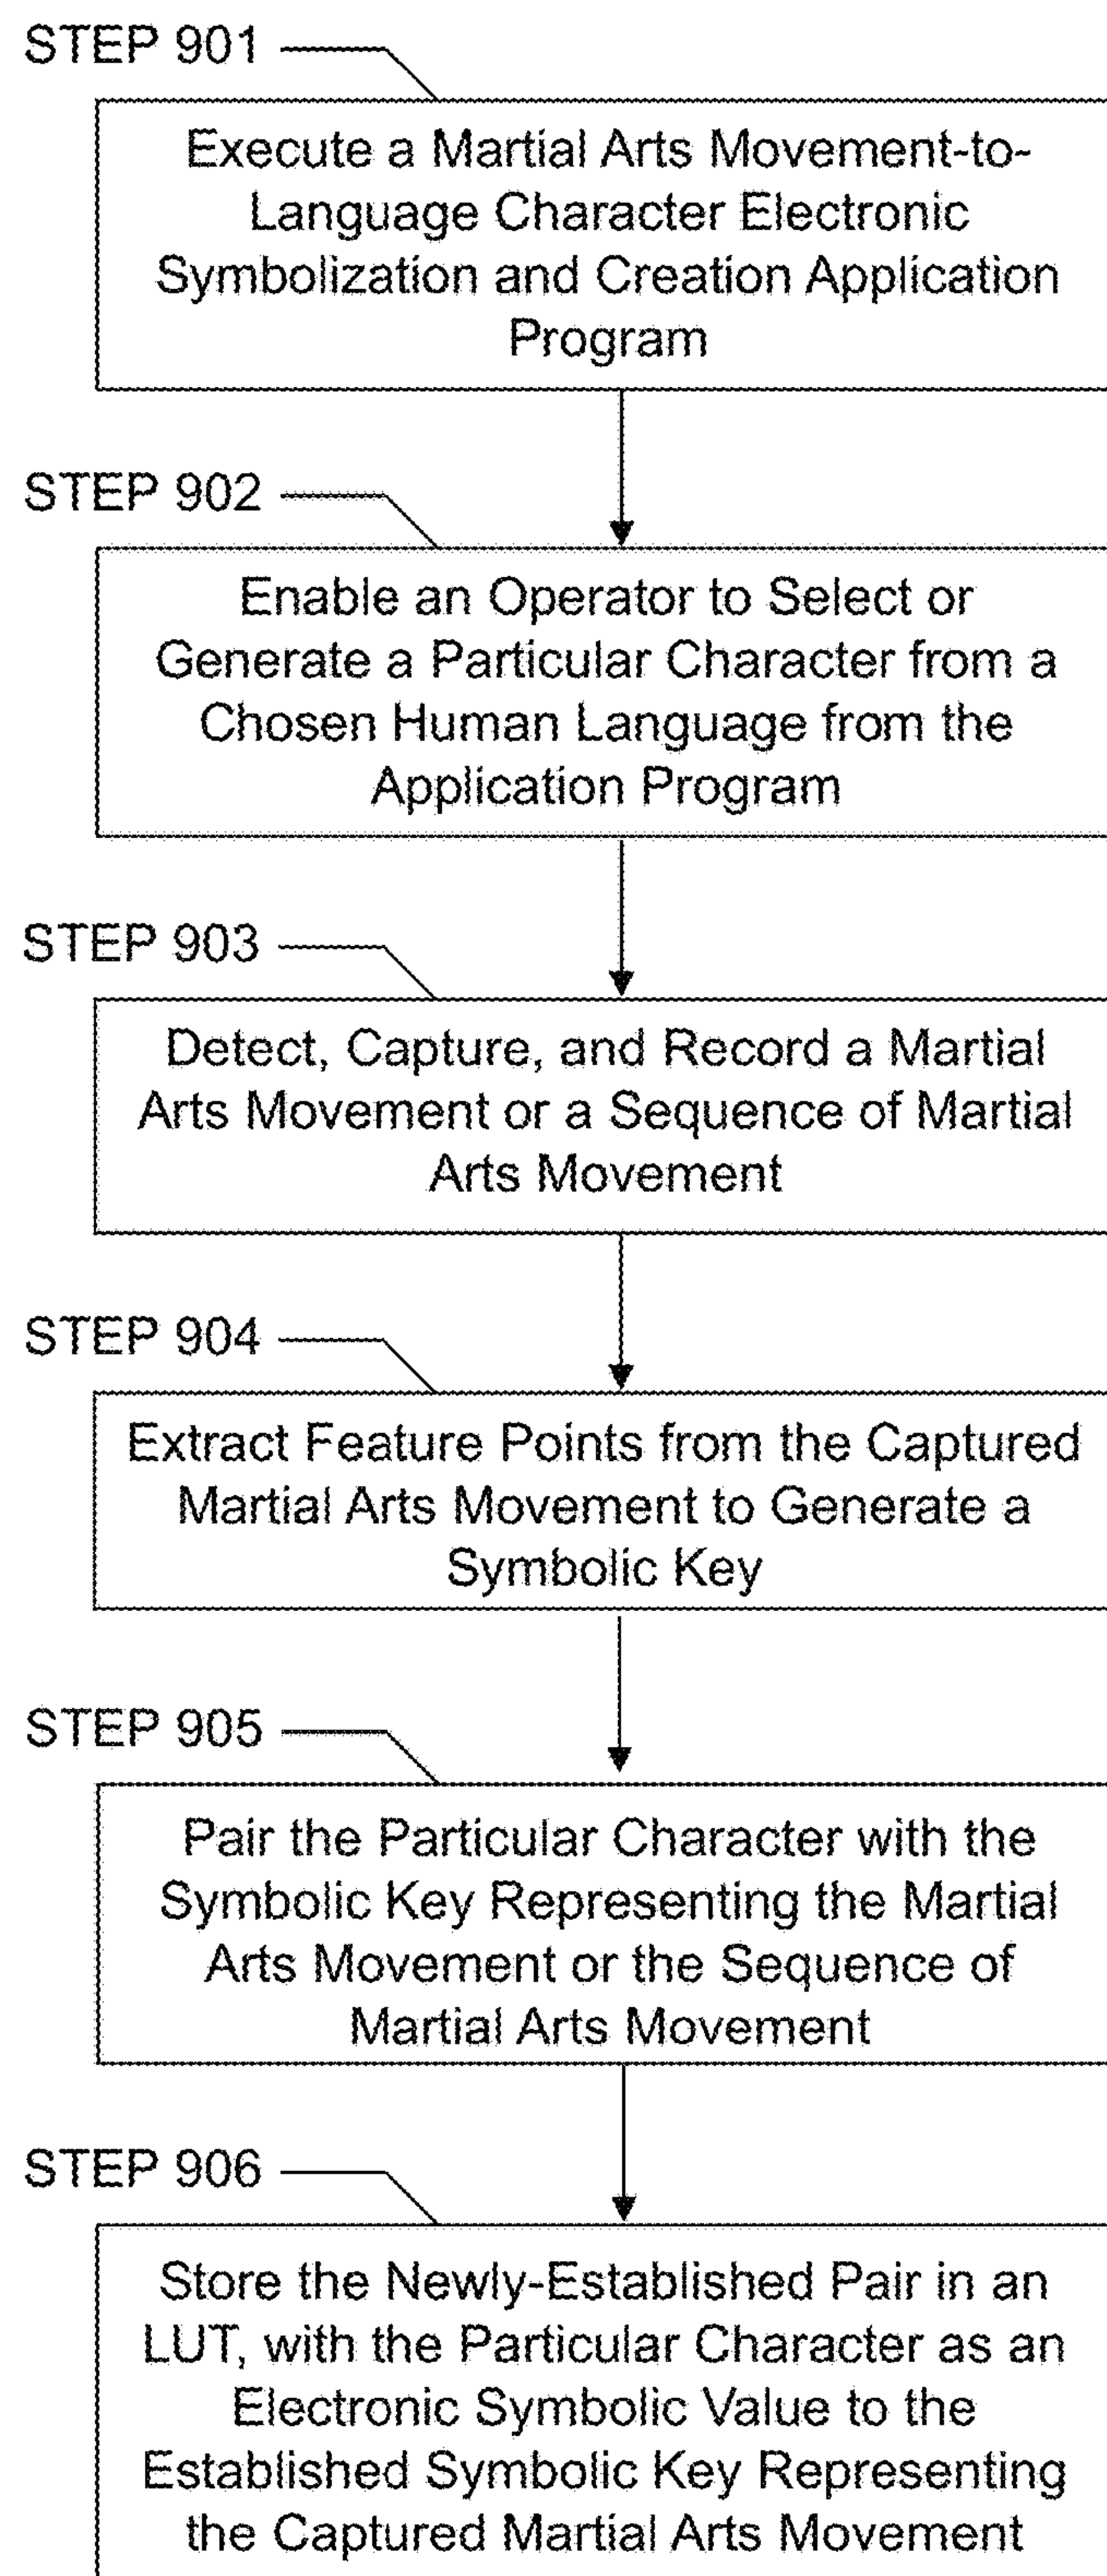 STEP 901
Execute a Martial Arts Movement-to-
Language Character Electronic
Symbolization and Creation Application
Program
STEP 902
Enable an Operator to Select or
Generate a Particular Character from a
Chosen Human Language from the
Application Program
STEP 903
Detect, Capture, and Record a Martial
Arts Movement or a Sequence of Martial
Arts Movement
STEP 904
Extract Feature Points from the Captured
Martial Arts Movement to Generate a
Symbolic Key
STEP 905
Pair the Particular Character with the
Symbolic Key Representing the Martial
Arts Movement or the Sequence of
Martial Arts Movement
STEP 906
Store the Newly-Established Pair in an
LUT, with the Particular Character as an
Electronic Symbolic Value to the
Established Symbolic Key Representing
the Captured Martial Arts Movement